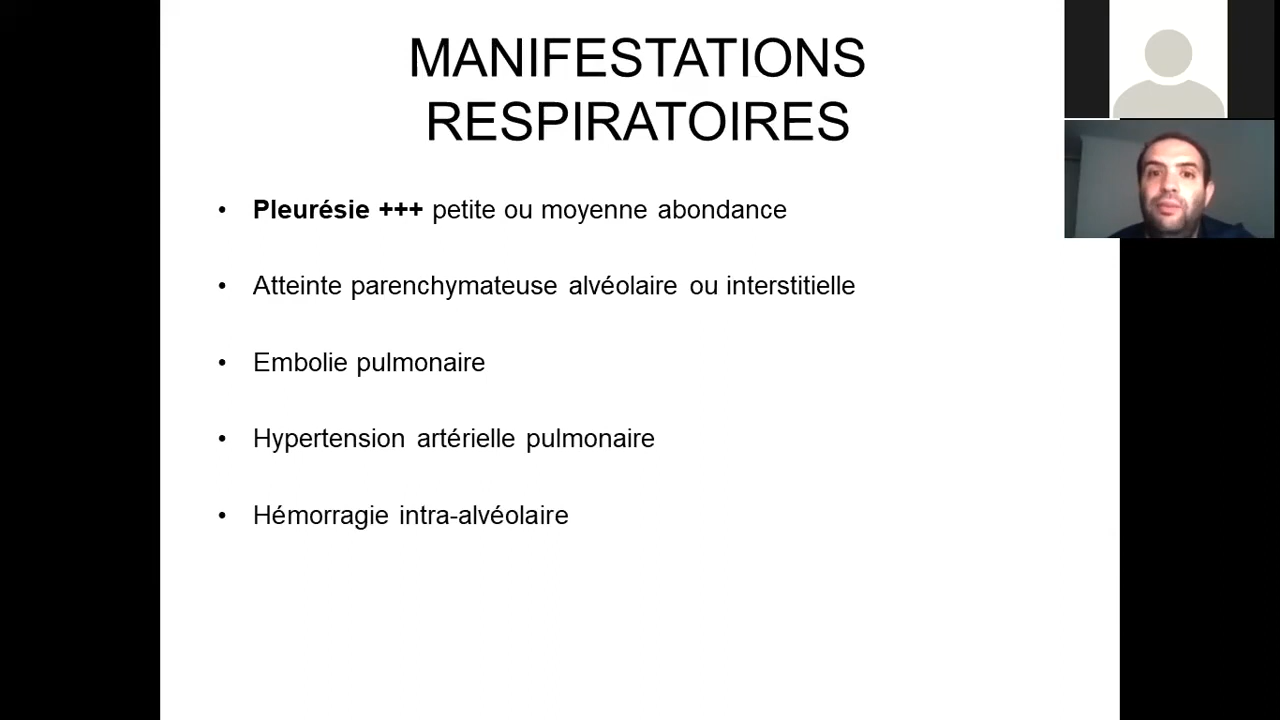 MANIFESTATIONS
RESPIRATOIRES
• Pleurésie +++ petite ou moyenne abondance
• Atteinte parenchymateuse alvéolaire ou interstitielle
• Embolie pulmonaire
• Hypertension artérielle pulmonaire
• Hémorragie intra-alvéolaire